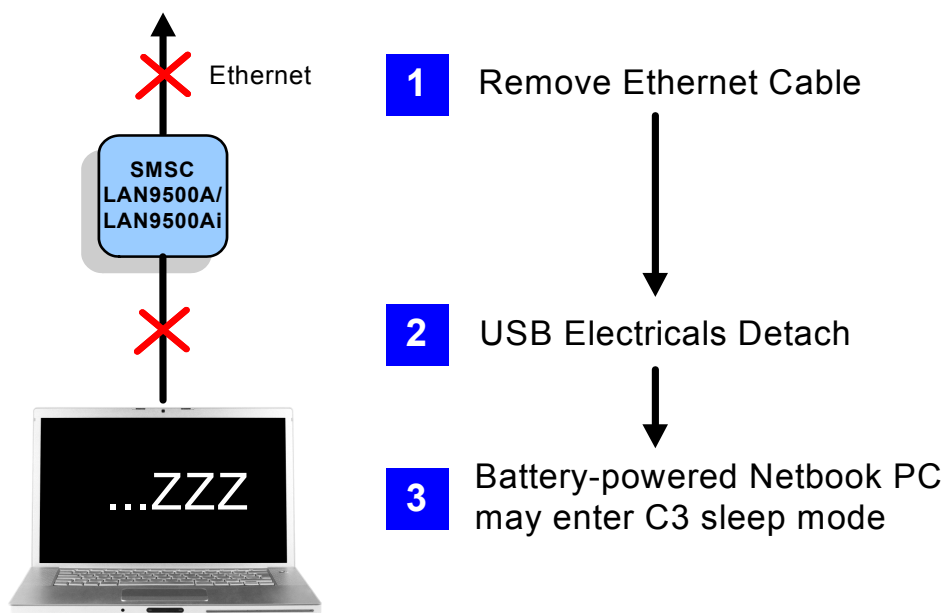 Ethernet
SMSC
LAN9500A/
LAN9500Ai
...ZZZ
1
Remove Ethernet Cable
2
USB Electricals Detach
3
Battery-powered Netbook PC
may enter C3 sleep mode